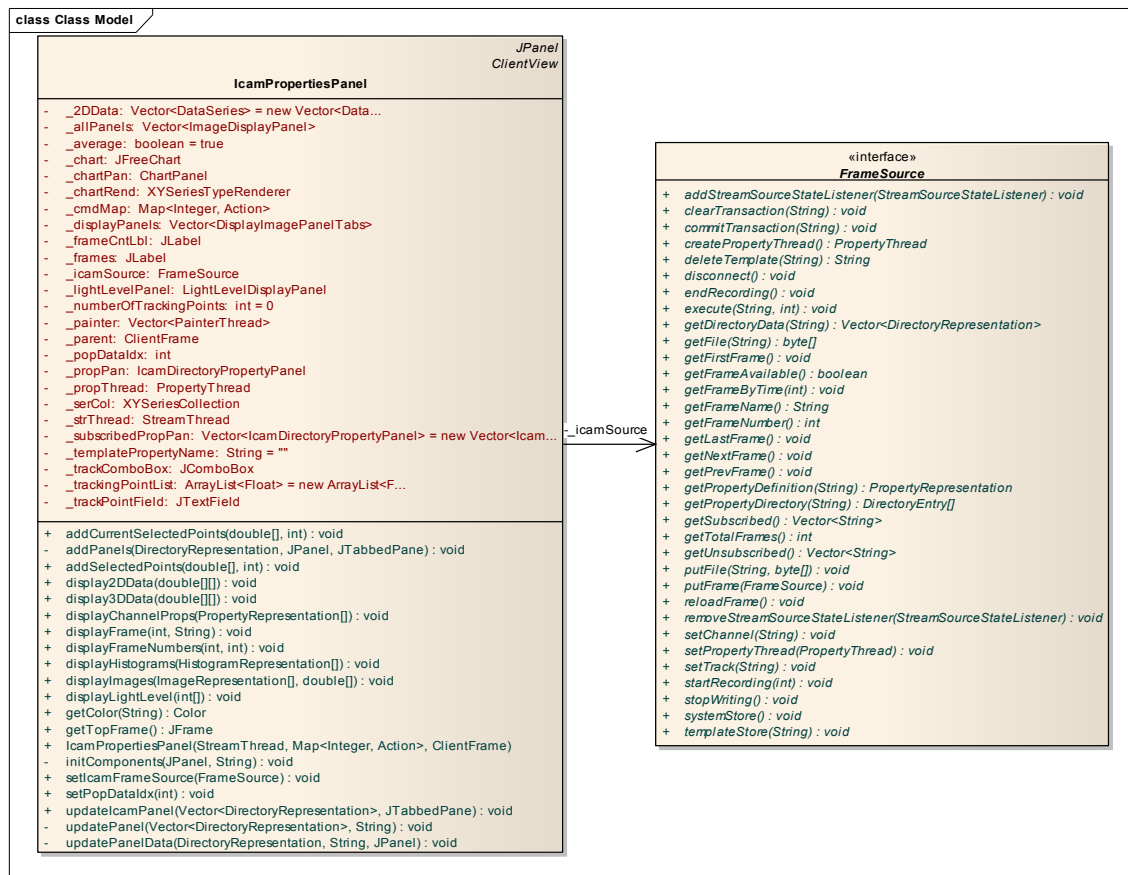 class Class Model
JPanel
ClientView
IcamPropertiesPanel
- _2DData: Vector<DataSeries> = new Vector<Data...
- _allPanels: Vector<ImageDisplayPanel>
- _average: boolean = true
- _chart: JFreeChart
- _chartPan: ChartPanel
- _chartRend: XYSeriesTypeRenderer
- _cmdMap: Map<Integer, Action>
- _displayPanels: Vector<DisplayImagePanelTabs>
- _frameCntLbl: JLabel
- _frames: JLabel
- _icamSource: FrameSource
- _lightLevelPanel: LightLevelDisplayPanel
- _numberOfTrackingPoints: int = 0
- _painter: Vector<PainterThread>
- _parent: ClientFrame
- _popDataIdx: int
- _propPan: IcamDirectoryPropertyPanel
- _propThread: PropertyThread
- _serCol: XYSeriesCollection
- _strThread: StreamThread
- _subscribedPropPan: Vector<IcamDirectoryPropertyPanel> = new Vector<Icam...
- _templatePropertyName: String = ""
- _trackComboBox: JComboBox
- _trackingPointList: ArrayList<Float> = new ArrayList<F...
- _trackPointField: JTextField
+ addCurrentSelectedPoints(double[], int) : void
- addPanels(DirectoryRepresentation, JPanel, JTabbedPane) : void
+ addSelectedPoints(double[], int) : void
+ display2DData(double[][]) : void
+ display3DData(double[][]) : void
+ displayChannelProps(PropertyRepresentation[]) : void
+ displayFrame(int, String) : void
+ displayFrameNumbers(int, int) : void
+ displayHistograms(HistogramRepresentation[]) : void
+ displayImages(ImageRepresentation[], double[]) : void
+ displayLightLevel(int[]) : void
+ getColor(String) : Color
+ getTopFrame() : JFrame
+ IcamPropertiesPanel(StreamThread, Map<Integer, Action>, ClientFrame)
- initComponents(JPanel, String) : void
+ setIcamFrameSource(FrameSource) : void
+ setPopDataIdx(int) : void
+ updateIcamPanel(Vector<DirectoryRepresentation>, JTabbedPane) : void
- updatePanel(Vector<DirectoryRepresentation>, String) : void
- updatePanelData(DirectoryRepresentation, String, JPanel) : void
-_icamSource
«interface»
FrameSource
+ addStreamSourceStateListener(StreamSourceStateListener) : void
+ clearTransaction(String) : void
+ commitTransaction(String) : void
+ createPropertyThread() : PropertyThread
+ deleteTemplate(String) : String
+ disconnect() : void
+ endRecording() : void
+ execute(String, int) : void
+ getDirectoryData(String) : Vector<DirectoryRepresentation>
+ getFile(String) : byte[]
+ getFirstFrame() : void
+ getFrameAvailable() : boolean
+ getFrameByTime(int) : void
+ getFrameName() : String
+ getFrameNumber() : int
+ getLastFrame() : void
+ getNextFrame() : void
+ getPrevFrame() : void
+ getPropertyDefinition(String) : PropertyRepresentation
+ getPropertyDirectory(String) : DirectoryEntry[]
+ getSubscribed() : Vector<String>
+ getTotalFrames() : int
+ getUnsubscribed() : Vector<String>
+ putFile(String, byte[]) : void
+ putFrame(FrameSource) : void
+ reloadFrame() : void
+ removeStreamSourceStateListener(StreamSourceStateListener) : void
+ setChannel(String) : void
+ setPropertyThread(PropertyThread) : void
+ setTrack(String) : void
+ startRecording(int) : void
+ stopWriting() : void
+ systemStore() : void
+ templateStore(String) : void